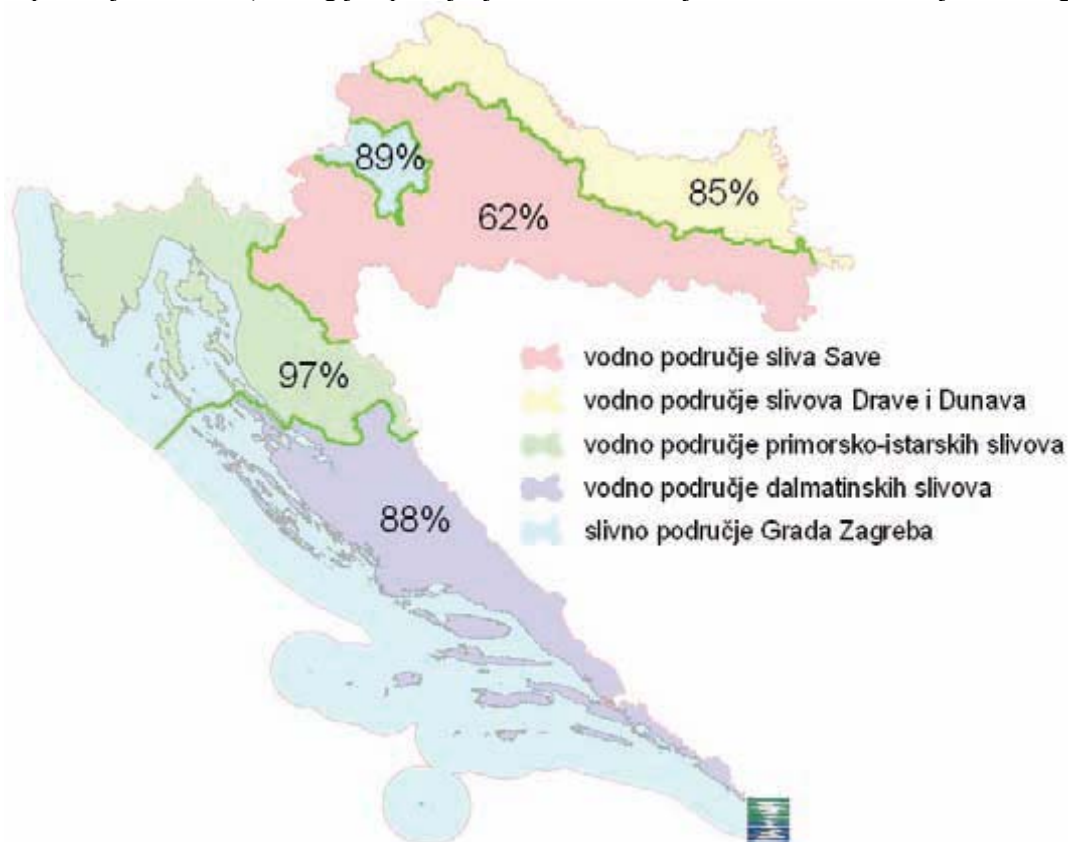 89%
85%
62%
97%
88%
vodno područje sliva Save
vodno područje slivova Drave i Dunava
vodno područje primorsko-istarskih slivova
vodno područje dalmatinskih slivova
slivno područje Grada Zagreba